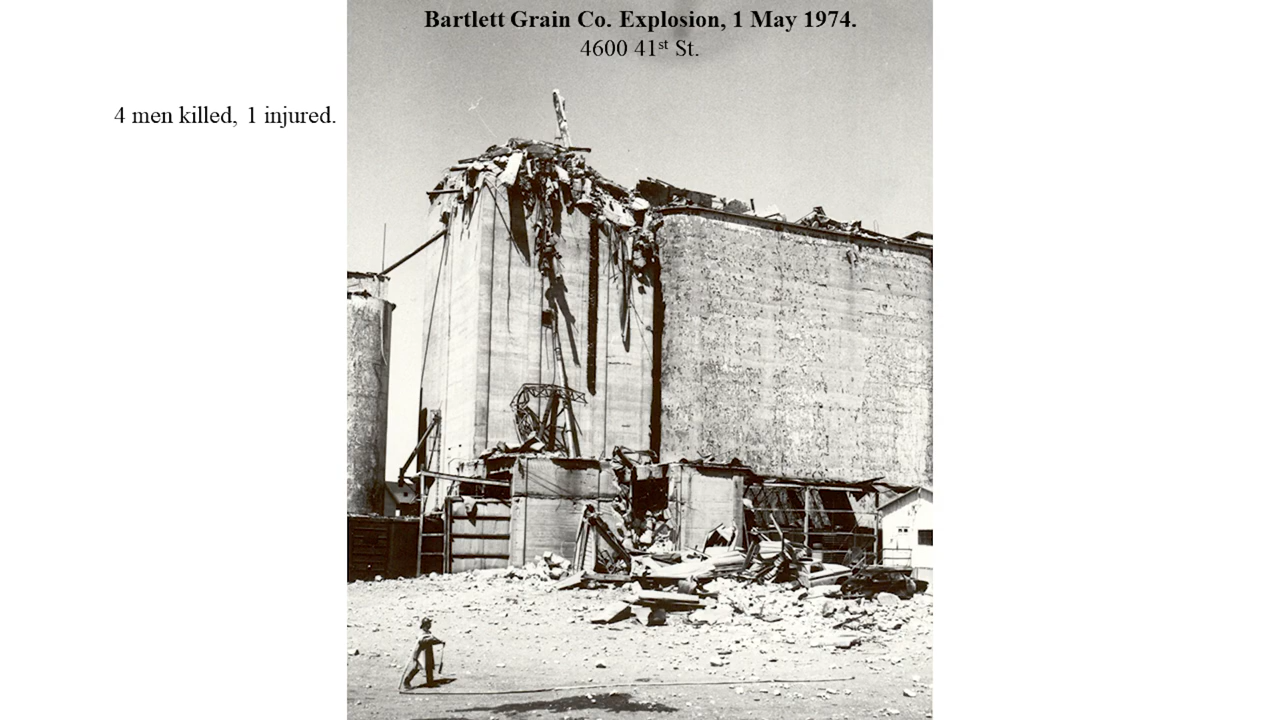 Bartlett Grain Co. Explosion, 1 May 1974.
4600 41st St.
4 men killed, 1 injured.